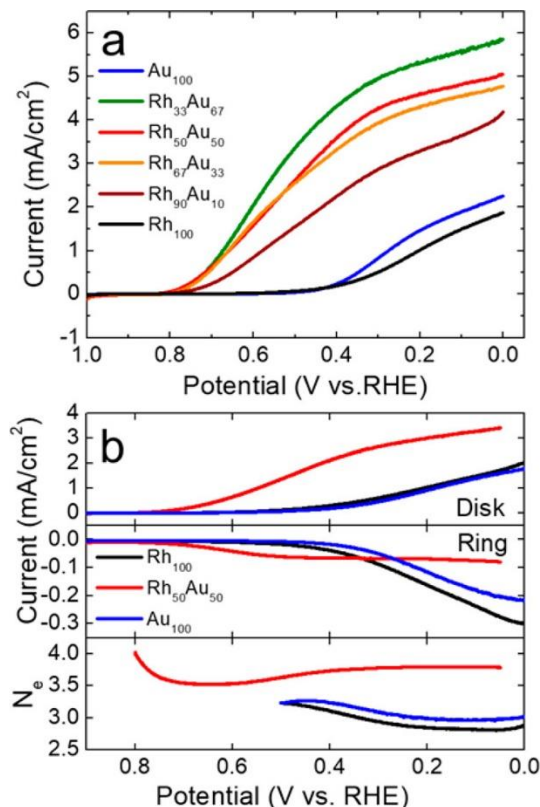 a
Current (mA/cm²)
6
5
4
3
2
1
0
-1
Au₁₀₀
Rh₃₃Au₆₇
Rh₅₀Au₅₀
Rh₆₇Au₃₃
Rh₉₀Au₁₀
Rh₁₀₀
1.0 0.8 0.6 0.4 0.2 0.0
Potential (V vs.RHE)
b
Current (mA/cm²)
4
3
2
1
0
Disk
0.0
-0.1
-0.2
-0.3
Ring
Rh₁₀₀
Rh₅₀Au₅₀
Au₁₀₀
Nₑ
4.0
3.5
3.0
2.5
0.8 0.6 0.4 0.2 0.0
Potential (V vs. RHE)